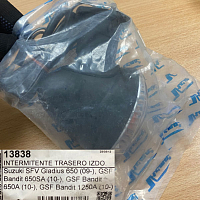 13838
INTERMITENTE TRASERO IZDO
Suzuki SFV Gladius 650 (09-), GSF
Bandit 650SA (10-), GSF Bandit
650A (10-), GSF Bandit 1250A (10-)